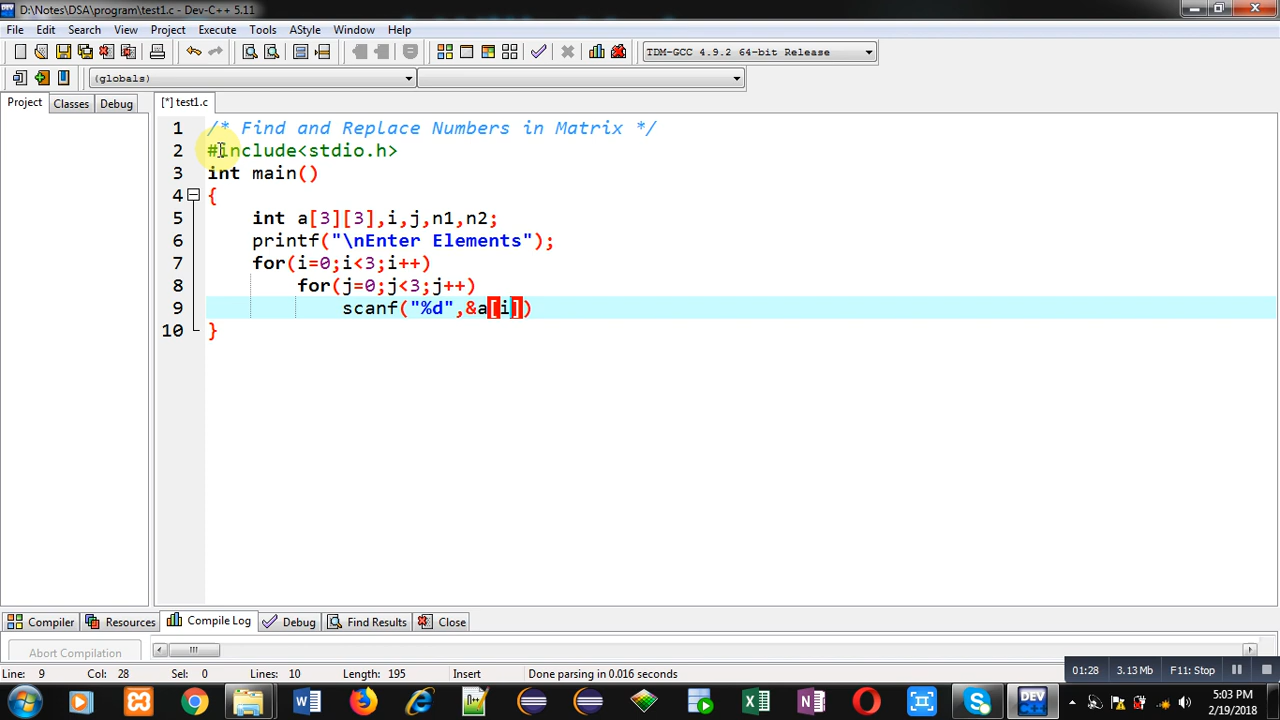 D:\Notes\DSA\program\test1.c - Dev-C++ 5.11
File Edit Search View Project Execute Tools AStyle Window Help
TDM-GCC 4.9.2 64-bit Release
(globals)
Project Classes Debug
[*] test1.c
1 /* Find and Replace Numbers in Matrix */
2 #include<stdio.h>
3 int main()
4 {
5 int a[3][3],i,j,n1,n2;
6 printf("\nEnter Elements");
7 for(i=0;i<3;i++)
8 for(j=0;j<3;j++)
9 scanf("%d",&a[i])
10 }
Compiler Resources Compile Log Debug Find Results Close
Abort Compilation
Line: 9 Col: 28 Sel: 0 Lines: 10 Length: 195 Insert Done parsing in 0.016 seconds
01:28 3.13 Mb F11: Stop
DEV
5:03 PM
2/19/2018